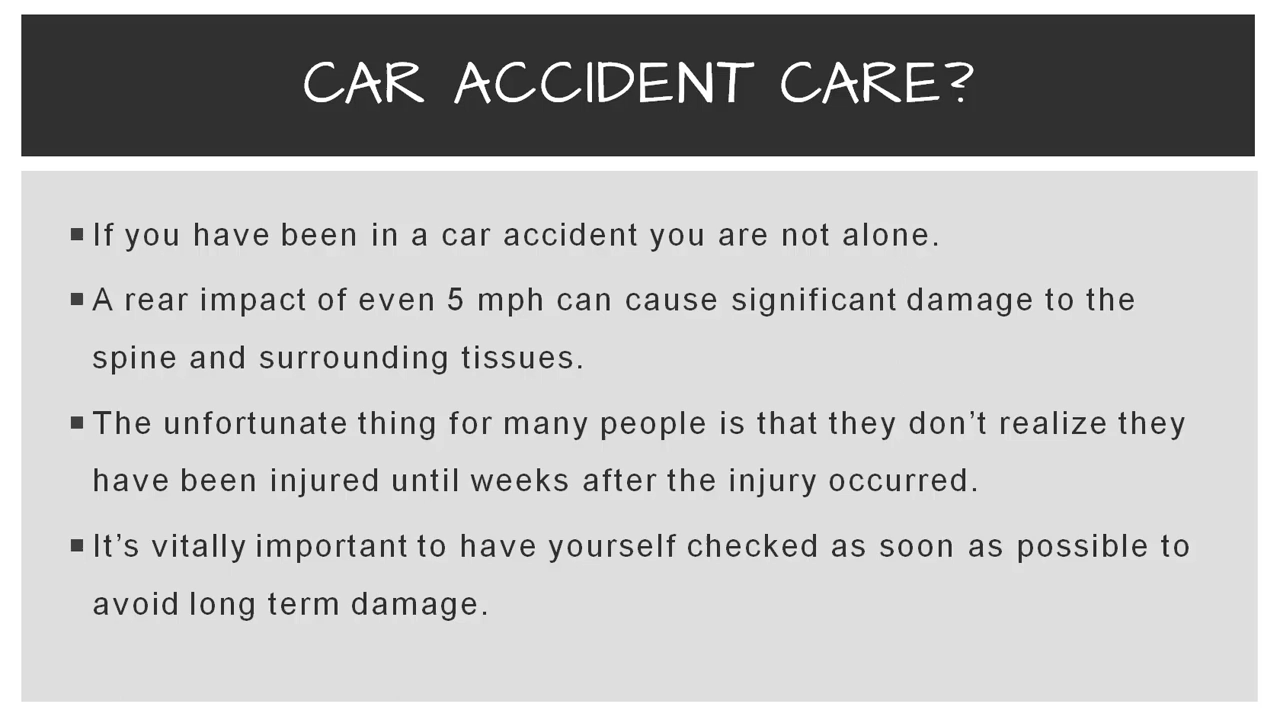 CAR ACCIDENT CARE?
▪ If you have been in a car accident you are not alone.
▪ A rear impact of even 5 mph can cause significant damage to the
spine and surrounding tissues.
▪ The unfortunate thing for many people is that they don’t realize they
have been injured until weeks after the injury occurred.
▪ It’s vitally important to have yourself checked as soon as possible to
avoid long term damage.